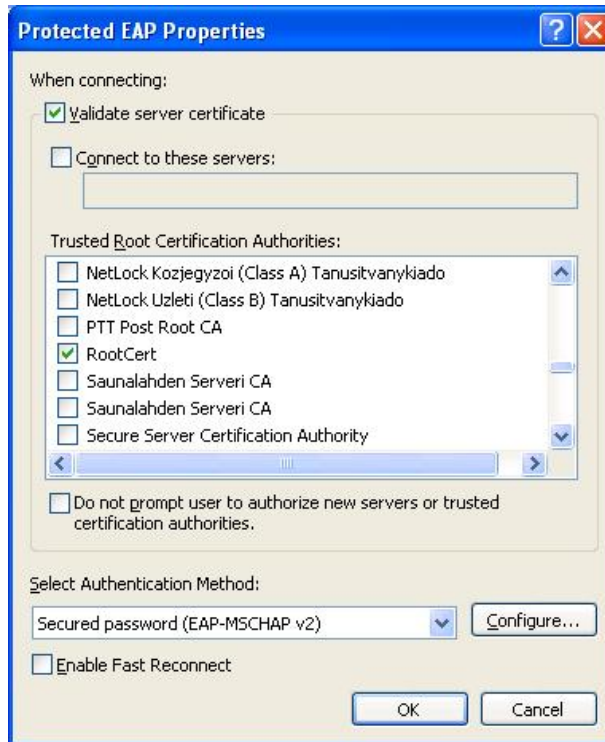 Protected EAP Properties
When connecting:
Validate server certificate
Connect to these servers:
Trusted Root Certification Authorities:
NetLock Kozjegyzoi (Class A) Tanusitvanykiado
NetLock Uzleti (Class B) Tanusitvanykiado
PTT Post Root CA
RootCert
Saunalahden Serveri CA
Saunalahden Serveri CA
Secure Server Certification Authority
Do not prompt user to authorize new servers or trusted
certification authorities.
Select Authentication Method:
Secured password (EAP-MSCHAP v2)
Configure...
Enable Fast Reconnect
OK
Cancel